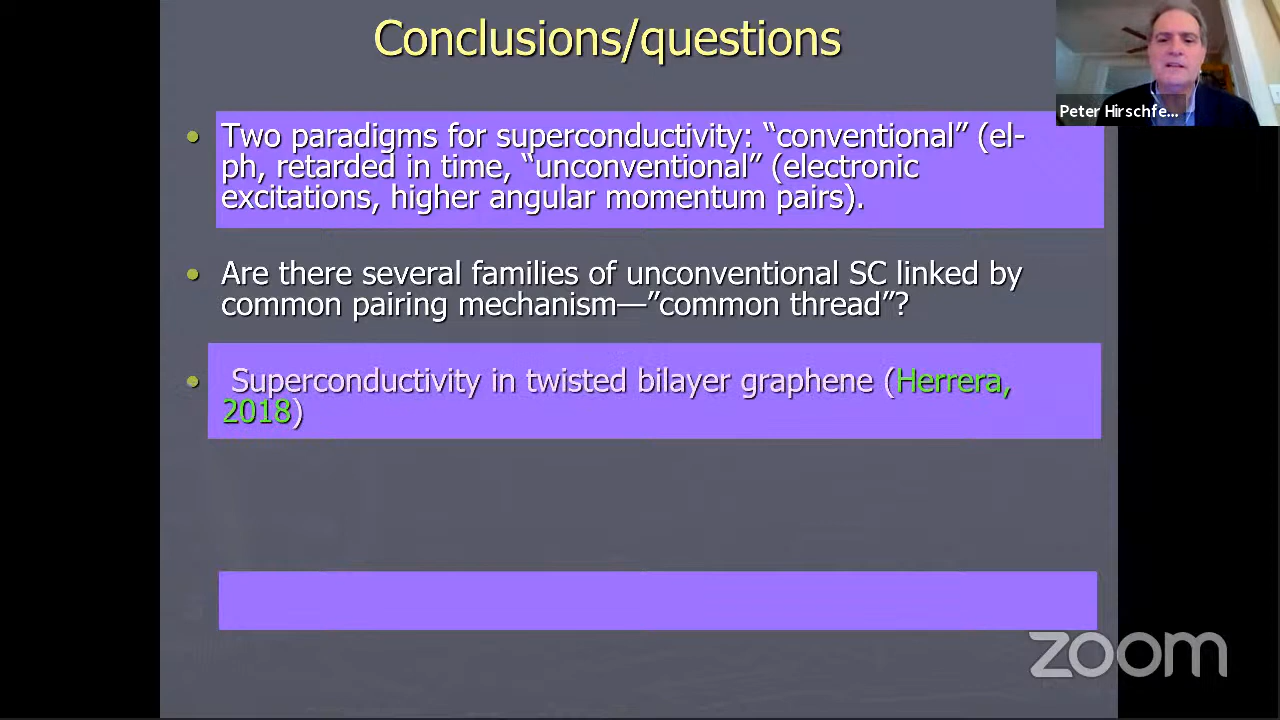 Conclusions/questions
Peter Hirschfe...
• Two paradigms for superconductivity: “conventional” (el-
ph, retarded in time, “unconventional” (electronic
excitations, higher angular momentum pairs).
• Are there several families of unconventional SC linked by
common pairing mechanism—”common thread”?
• Superconductivity in twisted bilayer graphene (Herrera,
2018)
zoom